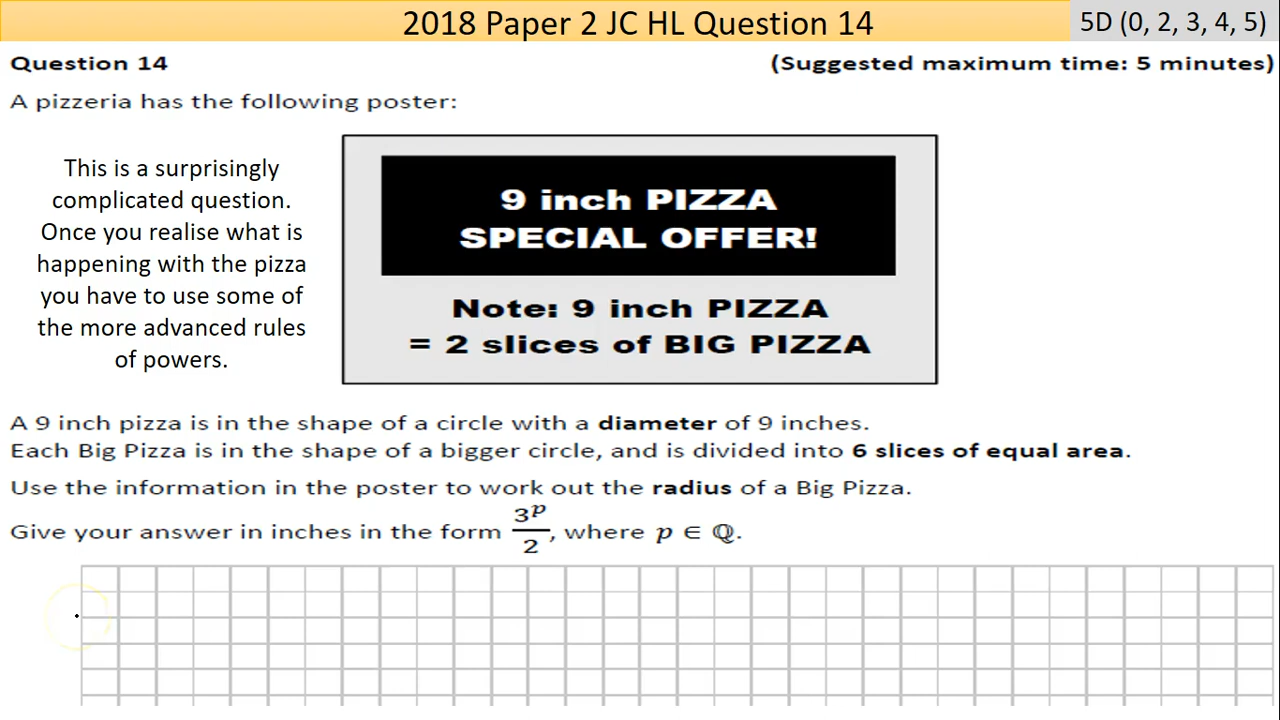 2018 Paper 2 JC HL Question 14
5D (0, 2, 3, 4, 5)
Question 14
(Suggested maximum time: 5 minutes)
A pizzeria has the following poster:
This is a surprisingly
complicated question.
Once you realise what is
happening with the pizza
you have to use some of
the more advanced rules
of powers.
9 inch PIZZA
SPECIAL OFFER!
Note: 9 inch PIZZA
= 2 slices of BIG PIZZA
A 9 inch pizza is in the shape of a circle with a diameter of 9 inches.
Each Big Pizza is in the shape of a bigger circle, and is divided into 6 slices of equal area.
Use the information in the poster to work out the radius of a Big Pizza.
Give your answer in inches in the form 3^p/2, where p ∈ ℚ.